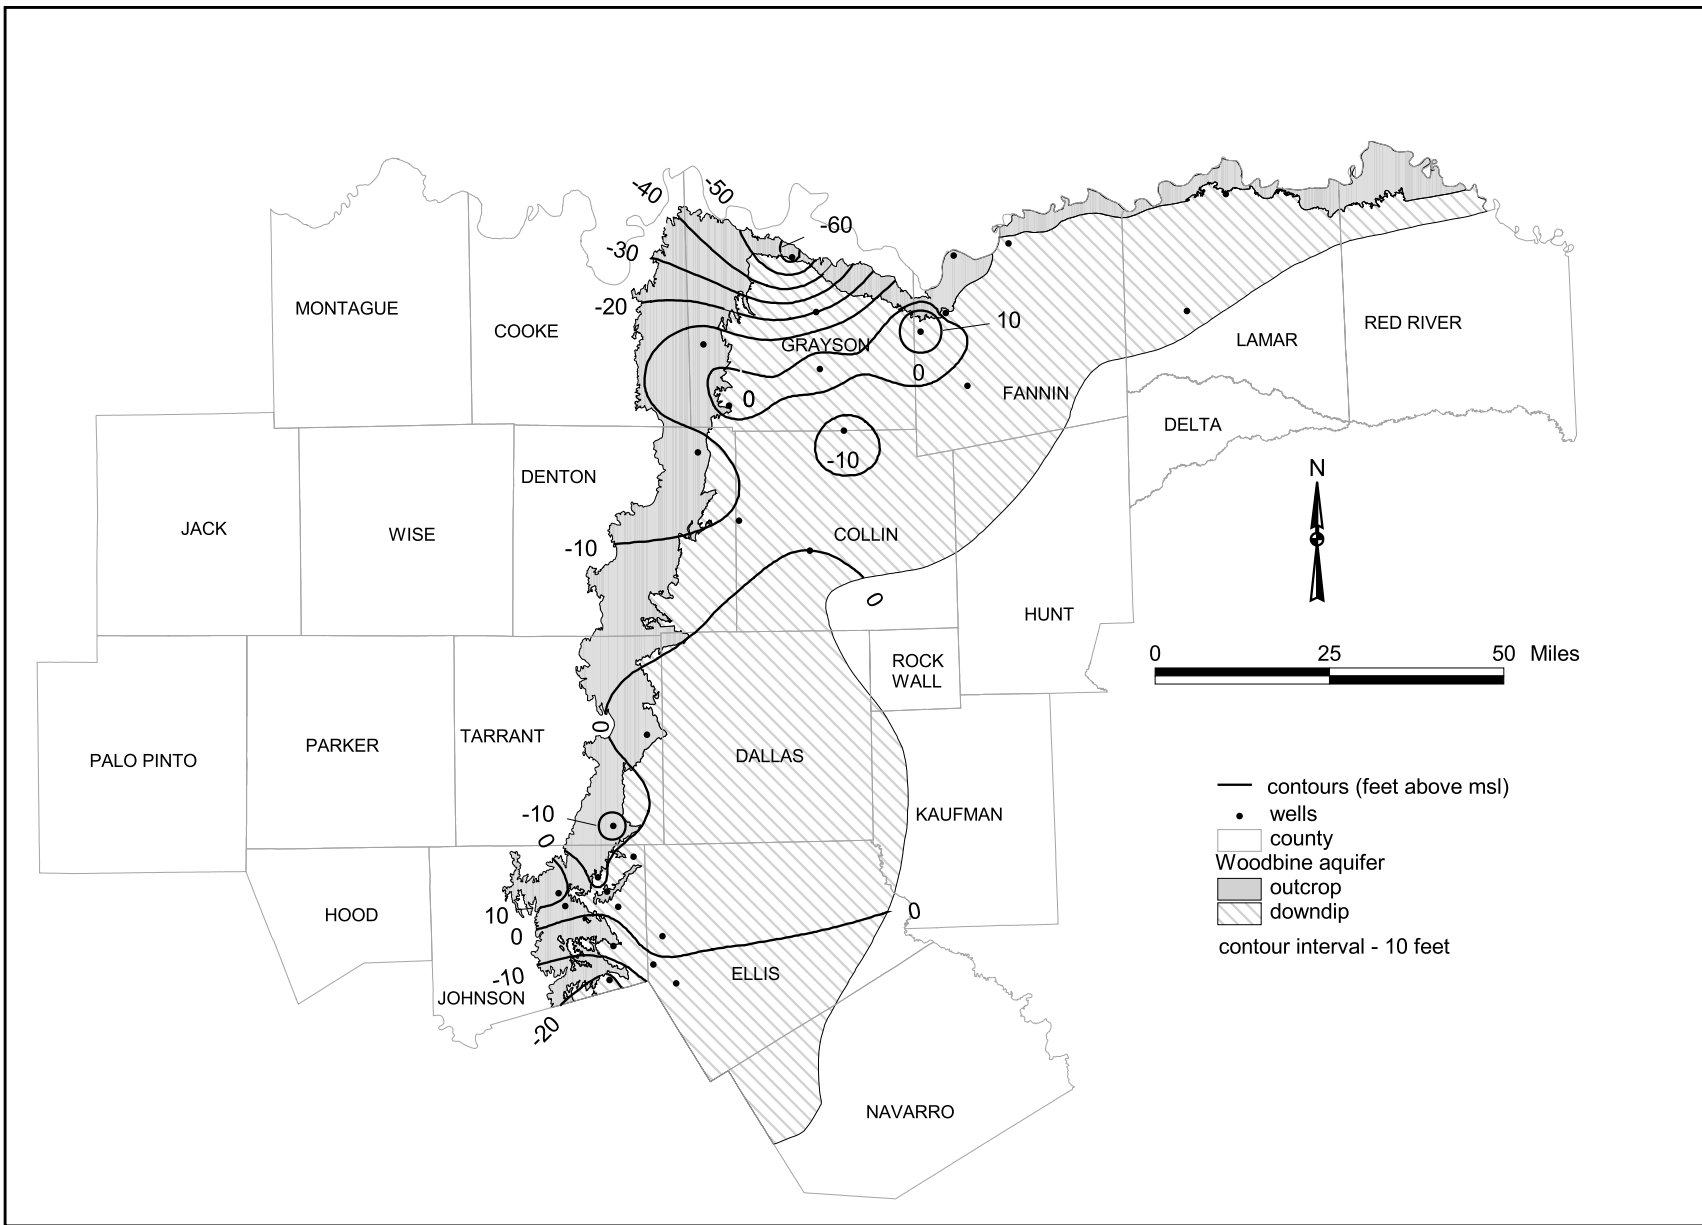 -40
-50
-60
-30
-20
MONTAGUE
COOKE
GRAYSON
10
0
0
FANNIN
LAMAR
RED RIVER
DELTA
-10
DENTON
JACK
WISE
-10
COLLIN
0
N
HUNT
0 25 50 Miles
ROCK
WALL
0
PALO PINTO
PARKER
TARRANT
DALLAS
KAUFMAN
-10
0
contours (feet above msl)
wells
county
Woodbine aquifer
outcrop
downdip
contour interval - 10 feet
HOOD
10
0
0
-10
JOHNSON
-20
ELLIS
NAVARRO